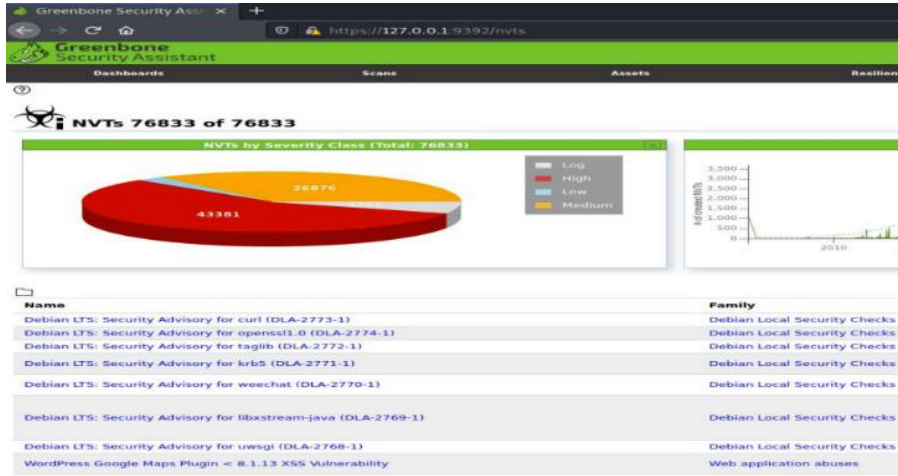 Greenbone Security Assi
https://127.0.0.1:9392/nvts
Greenbone
Security Assistant
Dashboards Scans Assets Resilien
NVTs 76833 of 76833
NVTs by Severity Class (Total: 76833)
Log
High
Low
Medium
26876
43381
3,500
3,000
2,500
2,000
1,500
1,000
500
0
# of created NVTs
2010
Name Family
Debian LTS: Security Advisory for curl (DLA-2773-1) Debian Local Security Checks
Debian LTS: Security Advisory for openssl1.0 (DLA-2774-1) Debian Local Security Checks
Debian LTS: Security Advisory for taglib (DLA-2772-1) Debian Local Security Checks
Debian LTS: Security Advisory for krb5 (DLA-2771-1) Debian Local Security Checks
Debian LTS: Security Advisory for weechat (DLA-2770-1) Debian Local Security Checks
Debian LTS: Security Advisory for libxstream-java (DLA-2769-1) Debian Local Security Checks
Debian LTS: Security Advisory for uwsgi (DLA-2768-1) Debian Local Security Checks
WordPress Google Maps Plugin < 8.1.13 XSS Vulnerability Web application abuses